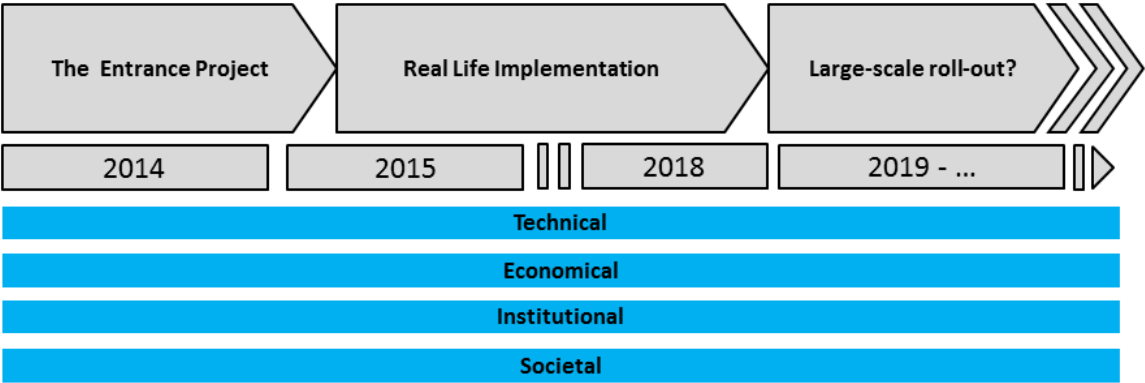 The Entrance Project
Real Life Implementation
Large-scale roll-out?
2014
2015
2018
2019 - ...
Technical
Economical
Institutional
Societal